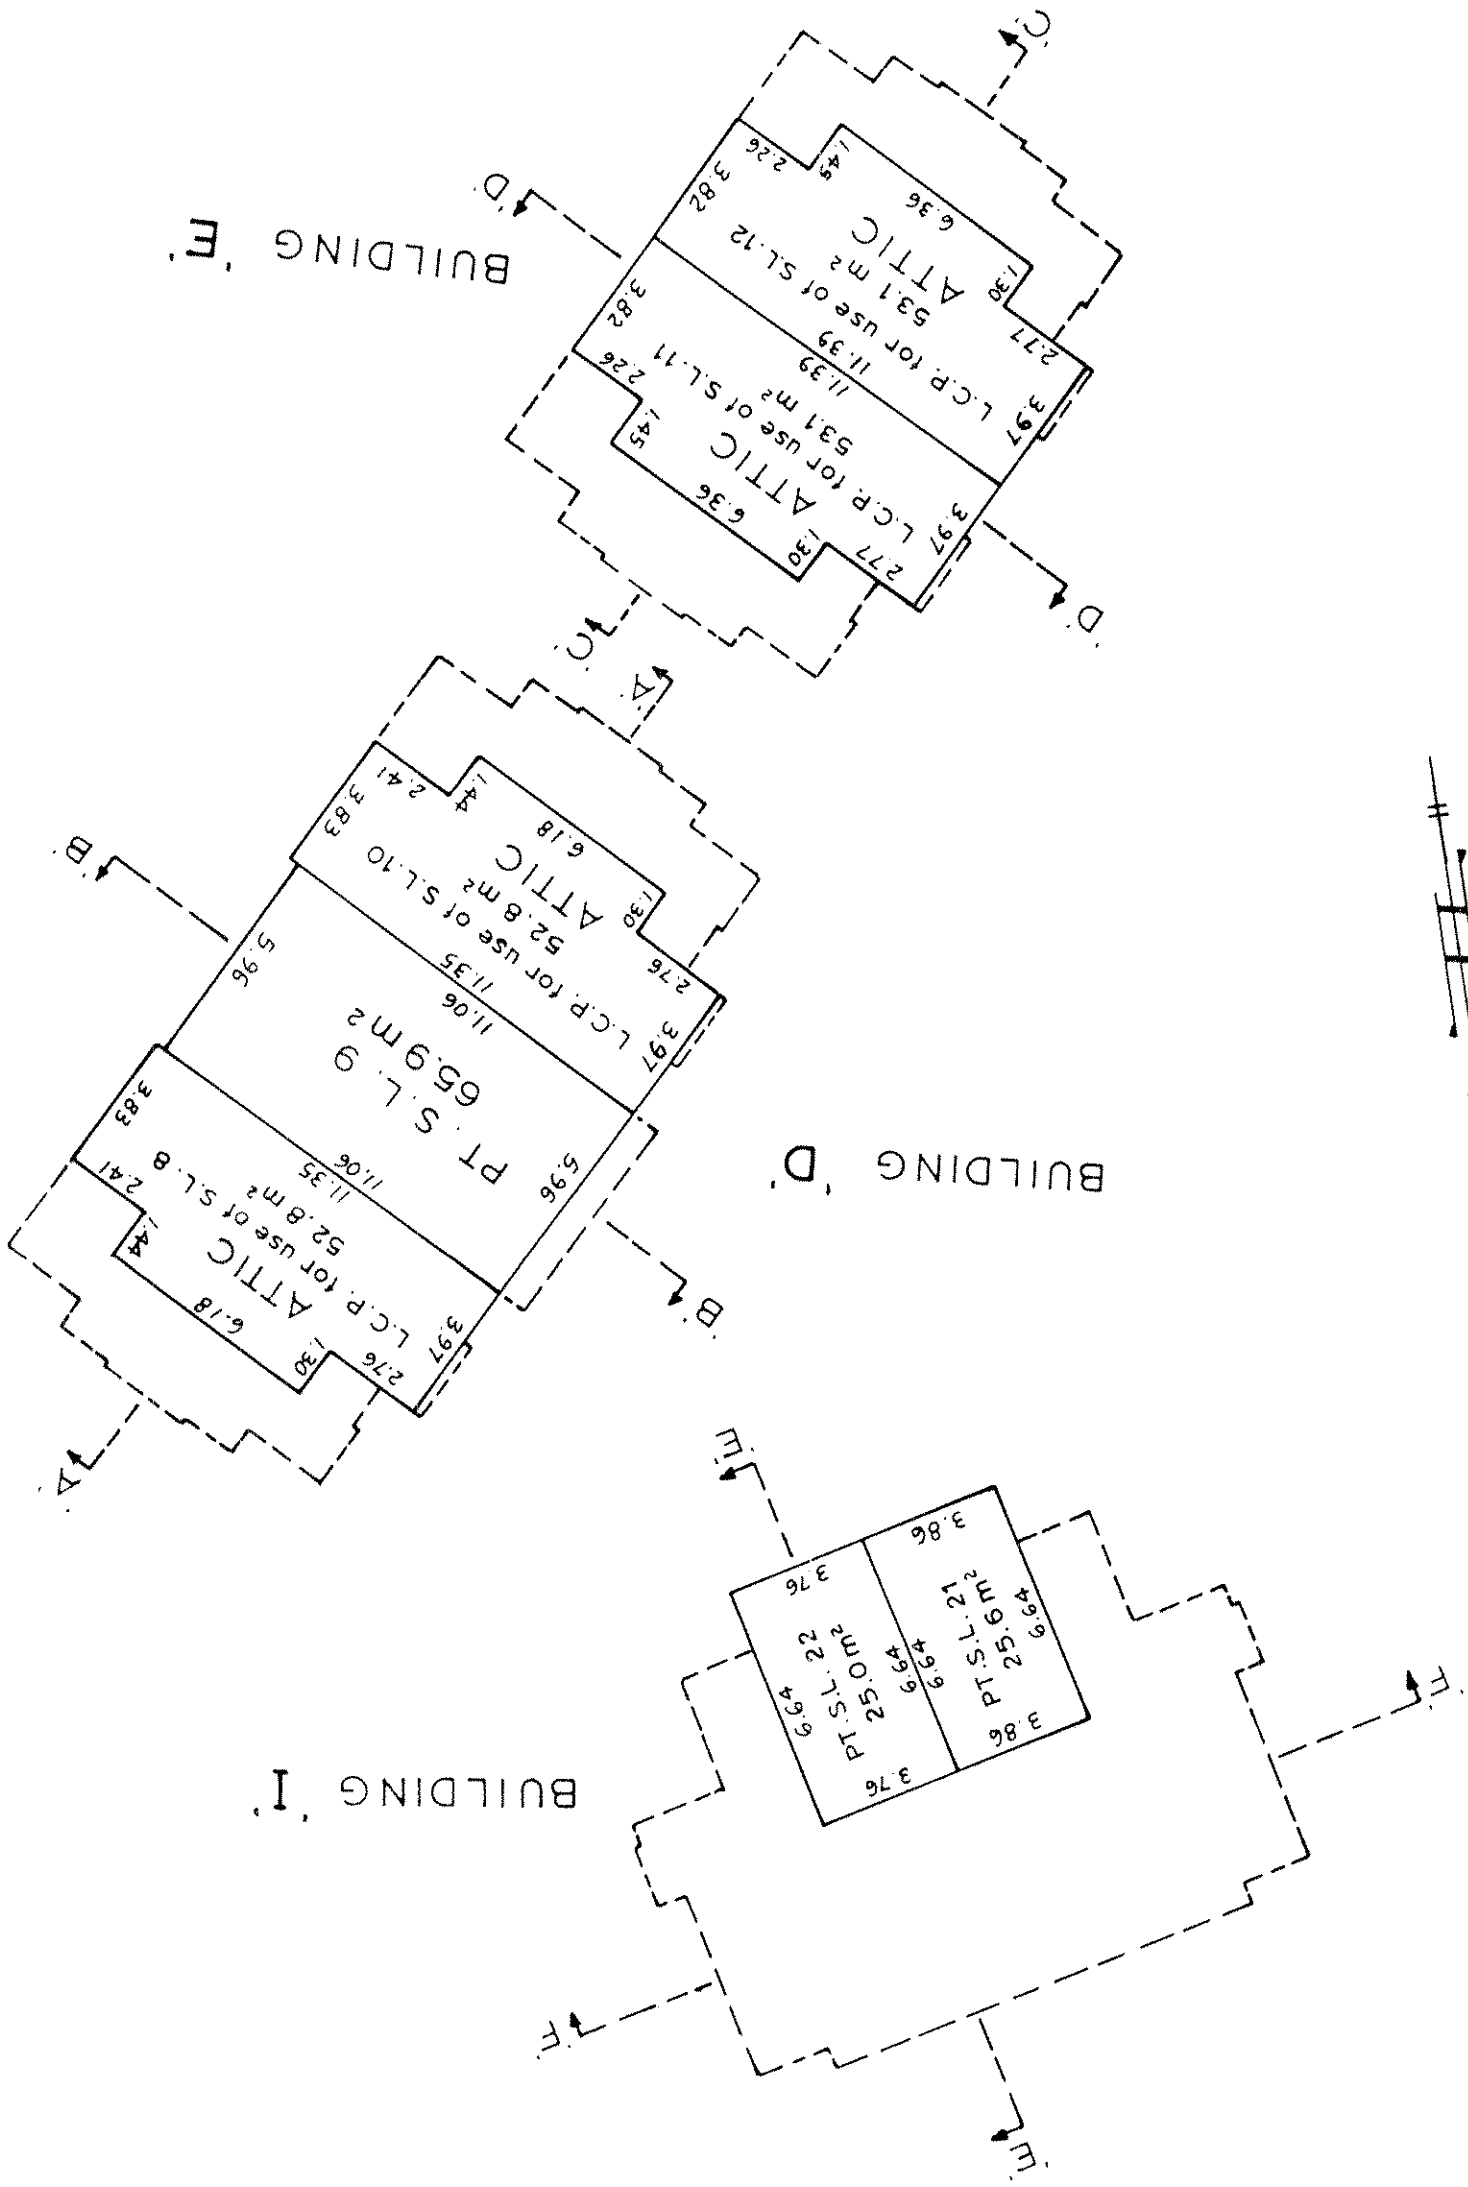 BUILDING 'I'
'E'
'E'
'F'
'F'
PT. S.L. 21
25.6 m²
3.86
3.86
6.64
6.64
PT. S.L. 22
25.0 m²
3.76
3.76
6.64
6.64
BUILDING 'D'
'A'
'A'
'B'
'B'
ATTIC
L.C.P. for use of S.L. 8
52.8 m²
3.97
2.76
1.30
6.18
1.44
2.41
3.83
11.35
PT. S.L. 9
65.9 m²
5.96
5.96
11.06
11.06
L.C.P. for use of S.L. 10
52.8 m²
ATTIC
3.97
2.76
1.30
6.18
1.44
2.41
3.83
11.35
BUILDING 'E'
'C'
'C'
'D'
'D'
ATTIC
L.C.P. for use of S.L. 11
53.1 m²
3.97
2.77
1.30
6.36
1.45
2.26
3.82
11.39
L.C.P. for use of S.L. 12
53.1 m²
ATTIC
3.97
2.77
1.30
6.36
1.45
2.26
3.82
11.39